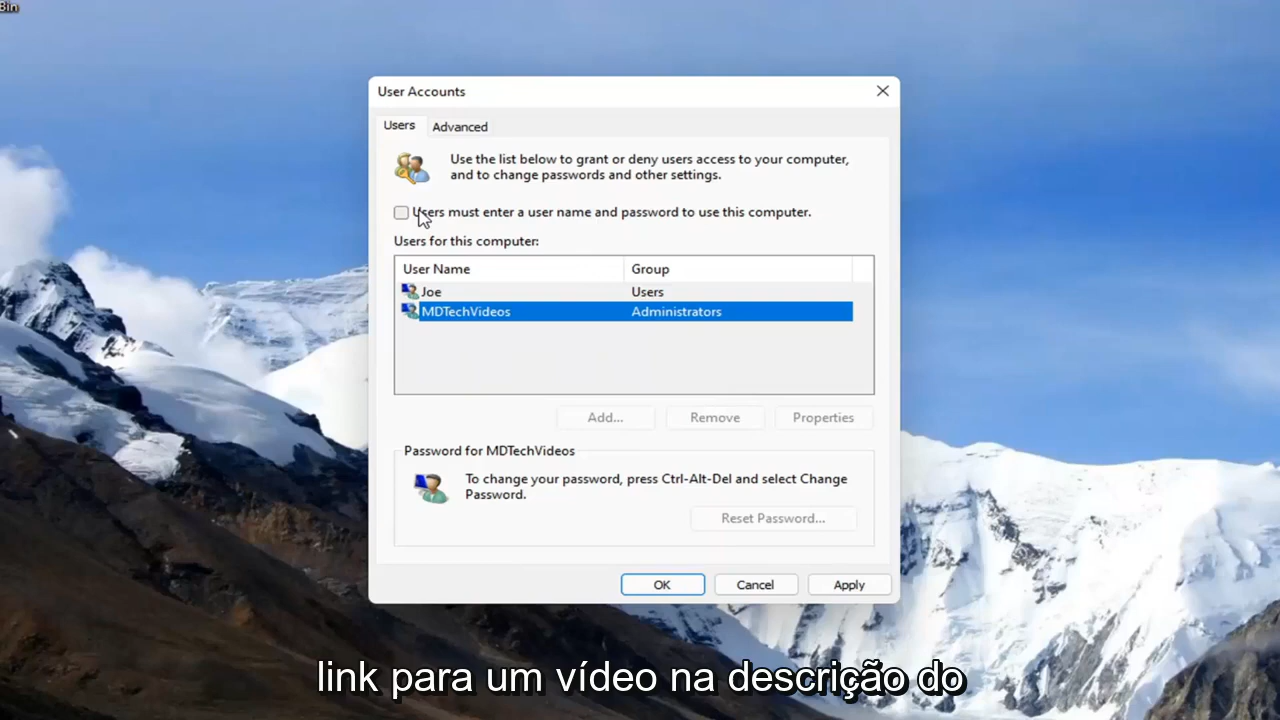 Bin
User Accounts
Users
Advanced
Use the list below to grant or deny users access to your computer,
and to change passwords and other settings.
Users must enter a user name and password to use this computer.
Users for this computer:
User Name
Group
Joe
Users
MDTechVideos
Administrators
Add...
Remove
Properties
Password for MDTechVideos
To change your password, press Ctrl-Alt-Del and select Change
Password.
Reset Password...
OK
Cancel
Apply
link para um vídeo na descrição do